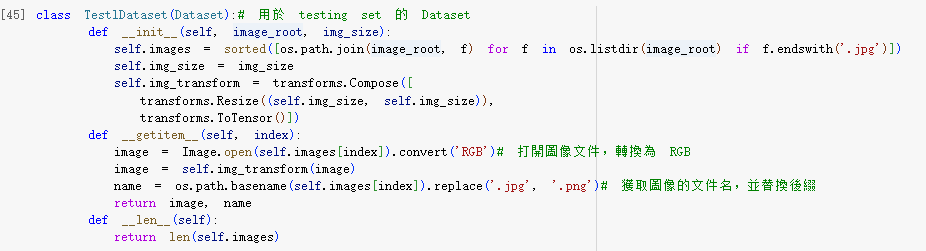 [45] class TestlDataset(Dataset):# 用於 testing set 的 Dataset
def __init__(self, image_root, img_size):
self.images = sorted([os.path.join(image_root, f) for f in os.listdir(image_root) if f.endswith('.jpg')])
self.img_size = img_size
self.img_transform = transforms.Compose([
transforms.Resize((self.img_size, self.img_size)),
transforms.ToTensor()])
def __getitem__(self, index):
image = Image.open(self.images[index]).convert('RGB')# 打開圖像文件，轉換為 RGB
image = self.img_transform(image)
name = os.path.basename(self.images[index]).replace('.jpg', '.png')# 獲取圖像的文件名，並替換後綴
return image, name
def __len__(self):
return len(self.images)